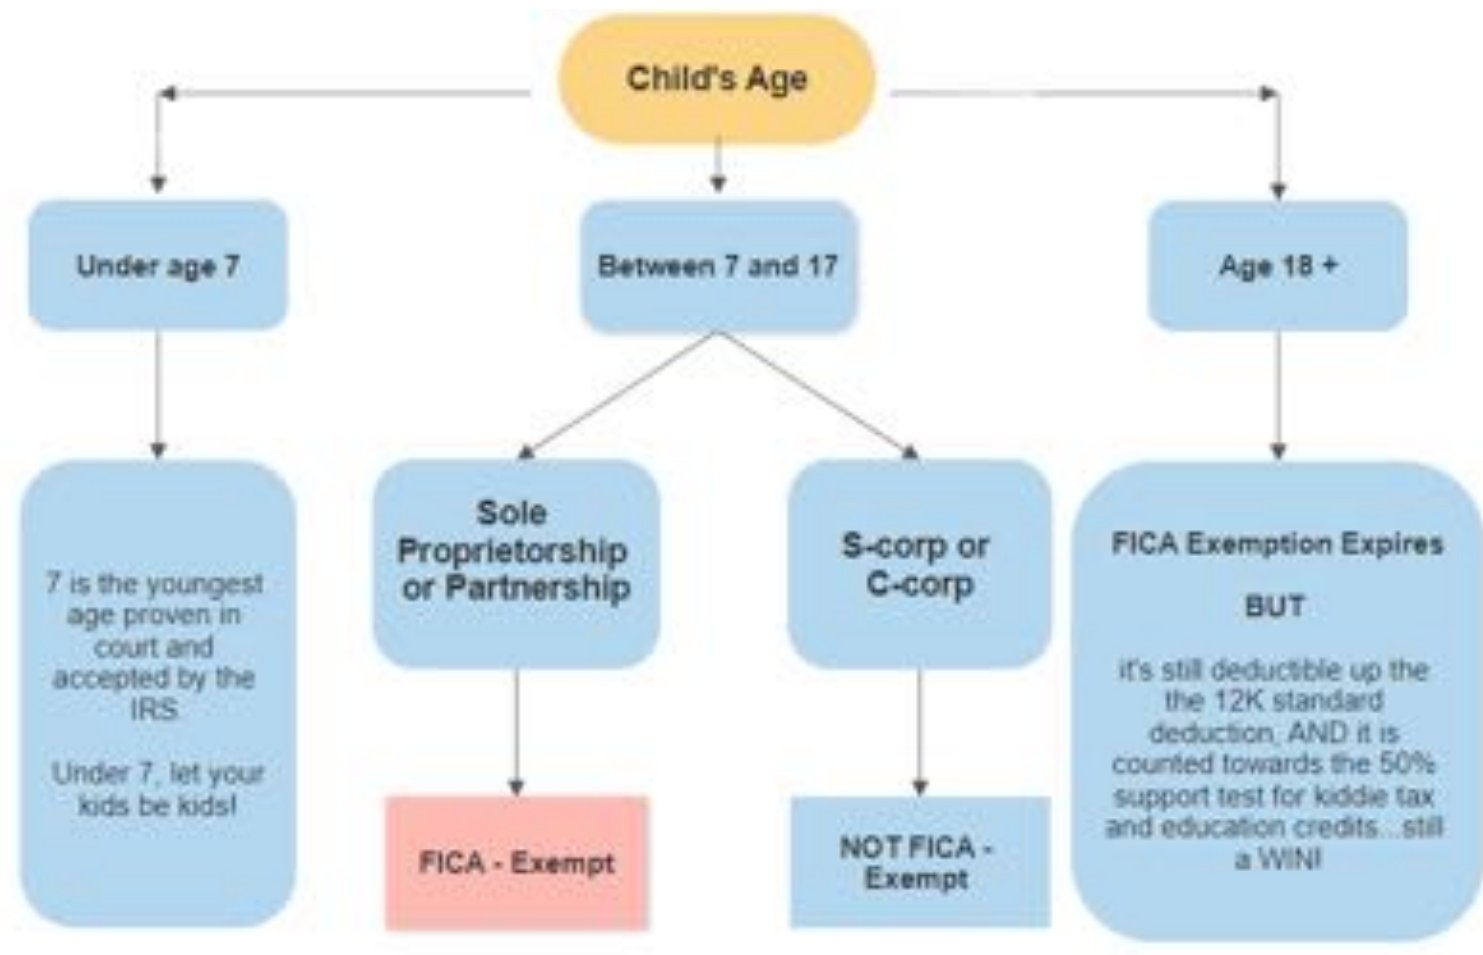 Child's Age
Under age 7
Between 7 and 17
Age 18 +
7 is the youngest
age proven in
court and
accepted by the
IRS.
Under 7, let your
kids be kids!
Sole
Proprietorship
or Partnership
S-corp or
C-corp
FICA Exemption Expires
BUT
it's still deductible up the
the 12K standard
deduction, AND it is
counted towards the 50%
support test for kiddie tax
and education credits...still
a WIN!
FICA - Exempt
NOT FICA -
Exempt